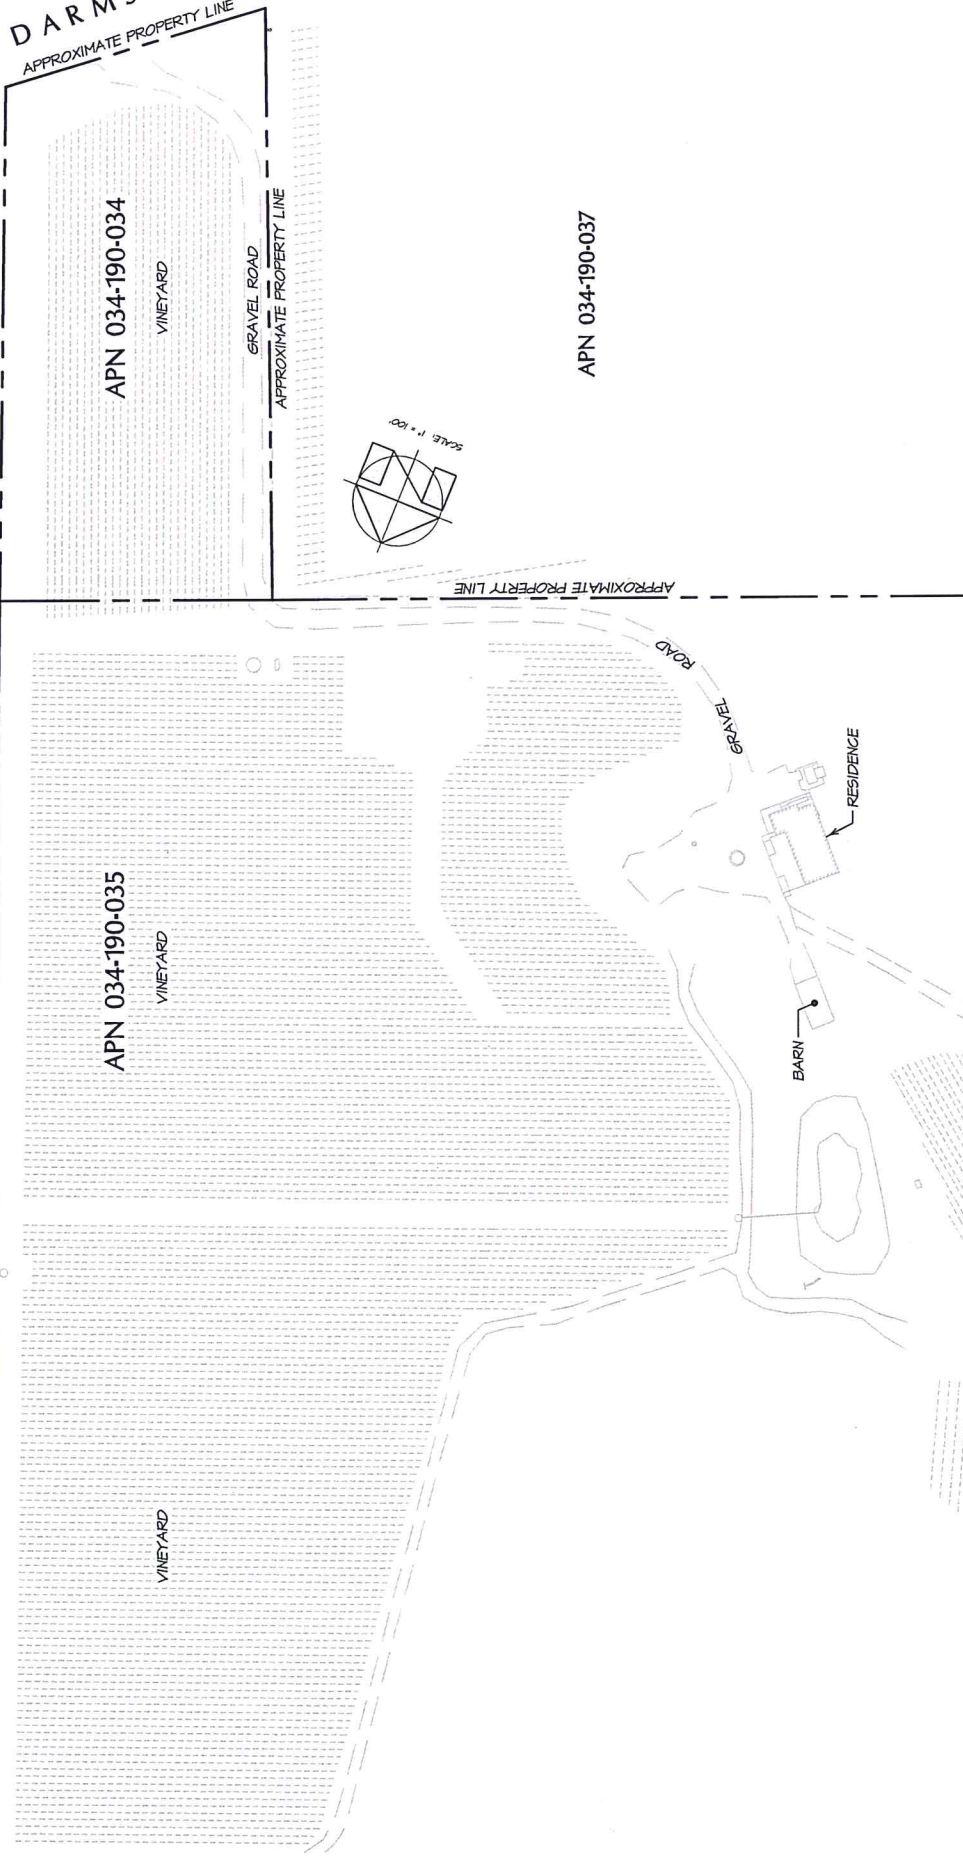 APPROXIMATE PROPERTY LINE
APN 034-190-034
VINEYARD
GRAVEL ROAD
APPROXIMATE PROPERTY LINE
APN 034-190-037
SCALE: 1" = 100'
APPROXIMATE PROPERTY LINE
GRAVEL ROAD
RESIDENCE
BARN
APN 034-190-035
VINEYARD
VINEYARD